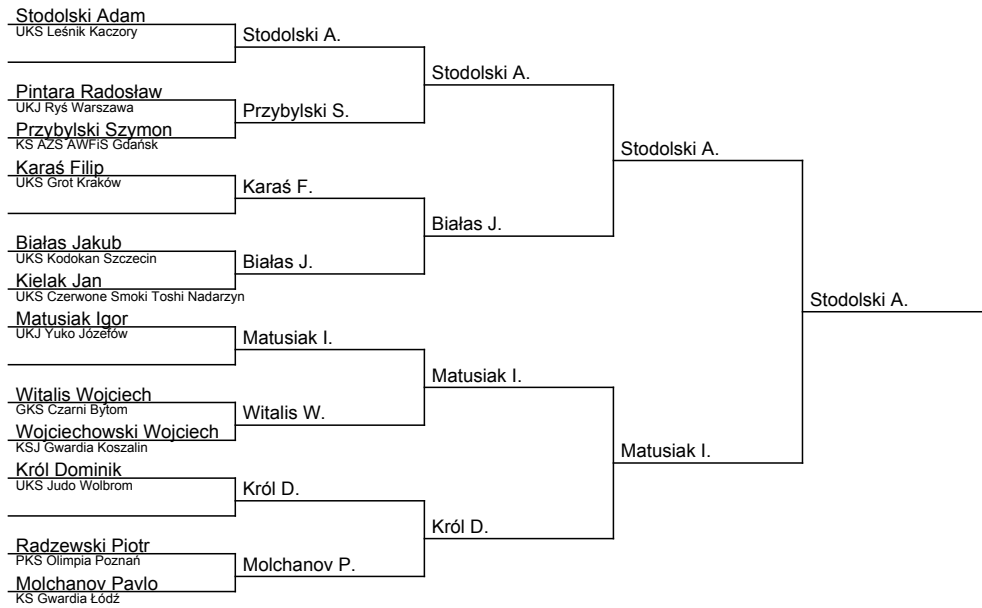 Stodolski Adam
UKS Leśnik Kaczory
Stodolski A.
Stodolski A.
Pintara Radosław
UKJ Ryś Warszawa
Przybylski S.
Przybylski Szymon
KS AZS AWFiS Gdańsk
Stodolski A.
Karaś Filip
UKS Grot Kraków
Karaś F.
Białas J.
Białas Jakub
UKS Kodokan Szczecin
Białas J.
Kielak Jan
UKS Czerwone Smoki Toshi Nadarzyn
Stodolski A.
Matusiak Igor
UKJ Yuko Józefów
Matusiak I.
Matusiak I.
Witalis Wojciech
GKS Czarni Bytom
Witalis W.
Wojciechowski Wojciech
KSJ Gwardia Koszalin
Matusiak I.
Król Dominik
UKS Judo Wolbrom
Król D.
Król D.
Radzewski Piotr
PKS Olimpia Poznań
Molchanov P.
Molchanov Pavlo
KS Gwardia Łódź